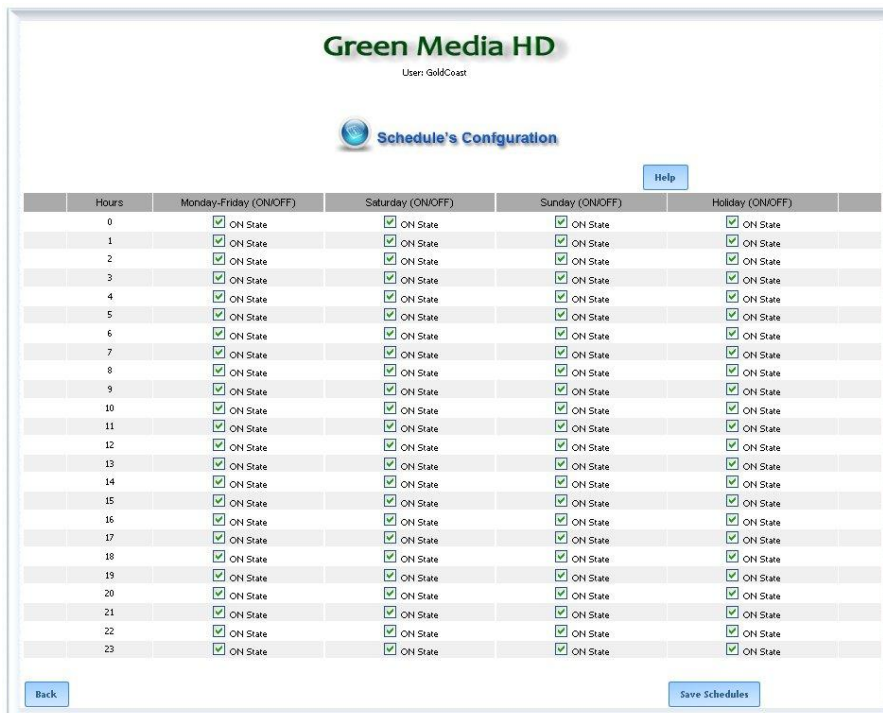 Green Media HD
User: GoldCoast
Schedule's Confguration
Help
Hours Monday-Friday (ON/OFF) Saturday (ON/OFF) Sunday (ON/OFF) Holiday (ON/OFF)
0 ON State ON State ON State ON State
1 ON State ON State ON State ON State
2 ON State ON State ON State ON State
3 ON State ON State ON State ON State
4 ON State ON State ON State ON State
5 ON State ON State ON State ON State
6 ON State ON State ON State ON State
7 ON State ON State ON State ON State
8 ON State ON State ON State ON State
9 ON State ON State ON State ON State
10 ON State ON State ON State ON State
11 ON State ON State ON State ON State
12 ON State ON State ON State ON State
13 ON State ON State ON State ON State
14 ON State ON State ON State ON State
15 ON State ON State ON State ON State
16 ON State ON State ON State ON State
17 ON State ON State ON State ON State
18 ON State ON State ON State ON State
19 ON State ON State ON State ON State
20 ON State ON State ON State ON State
21 ON State ON State ON State ON State
22 ON State ON State ON State ON State
23 ON State ON State ON State ON State
Back Save Schedules